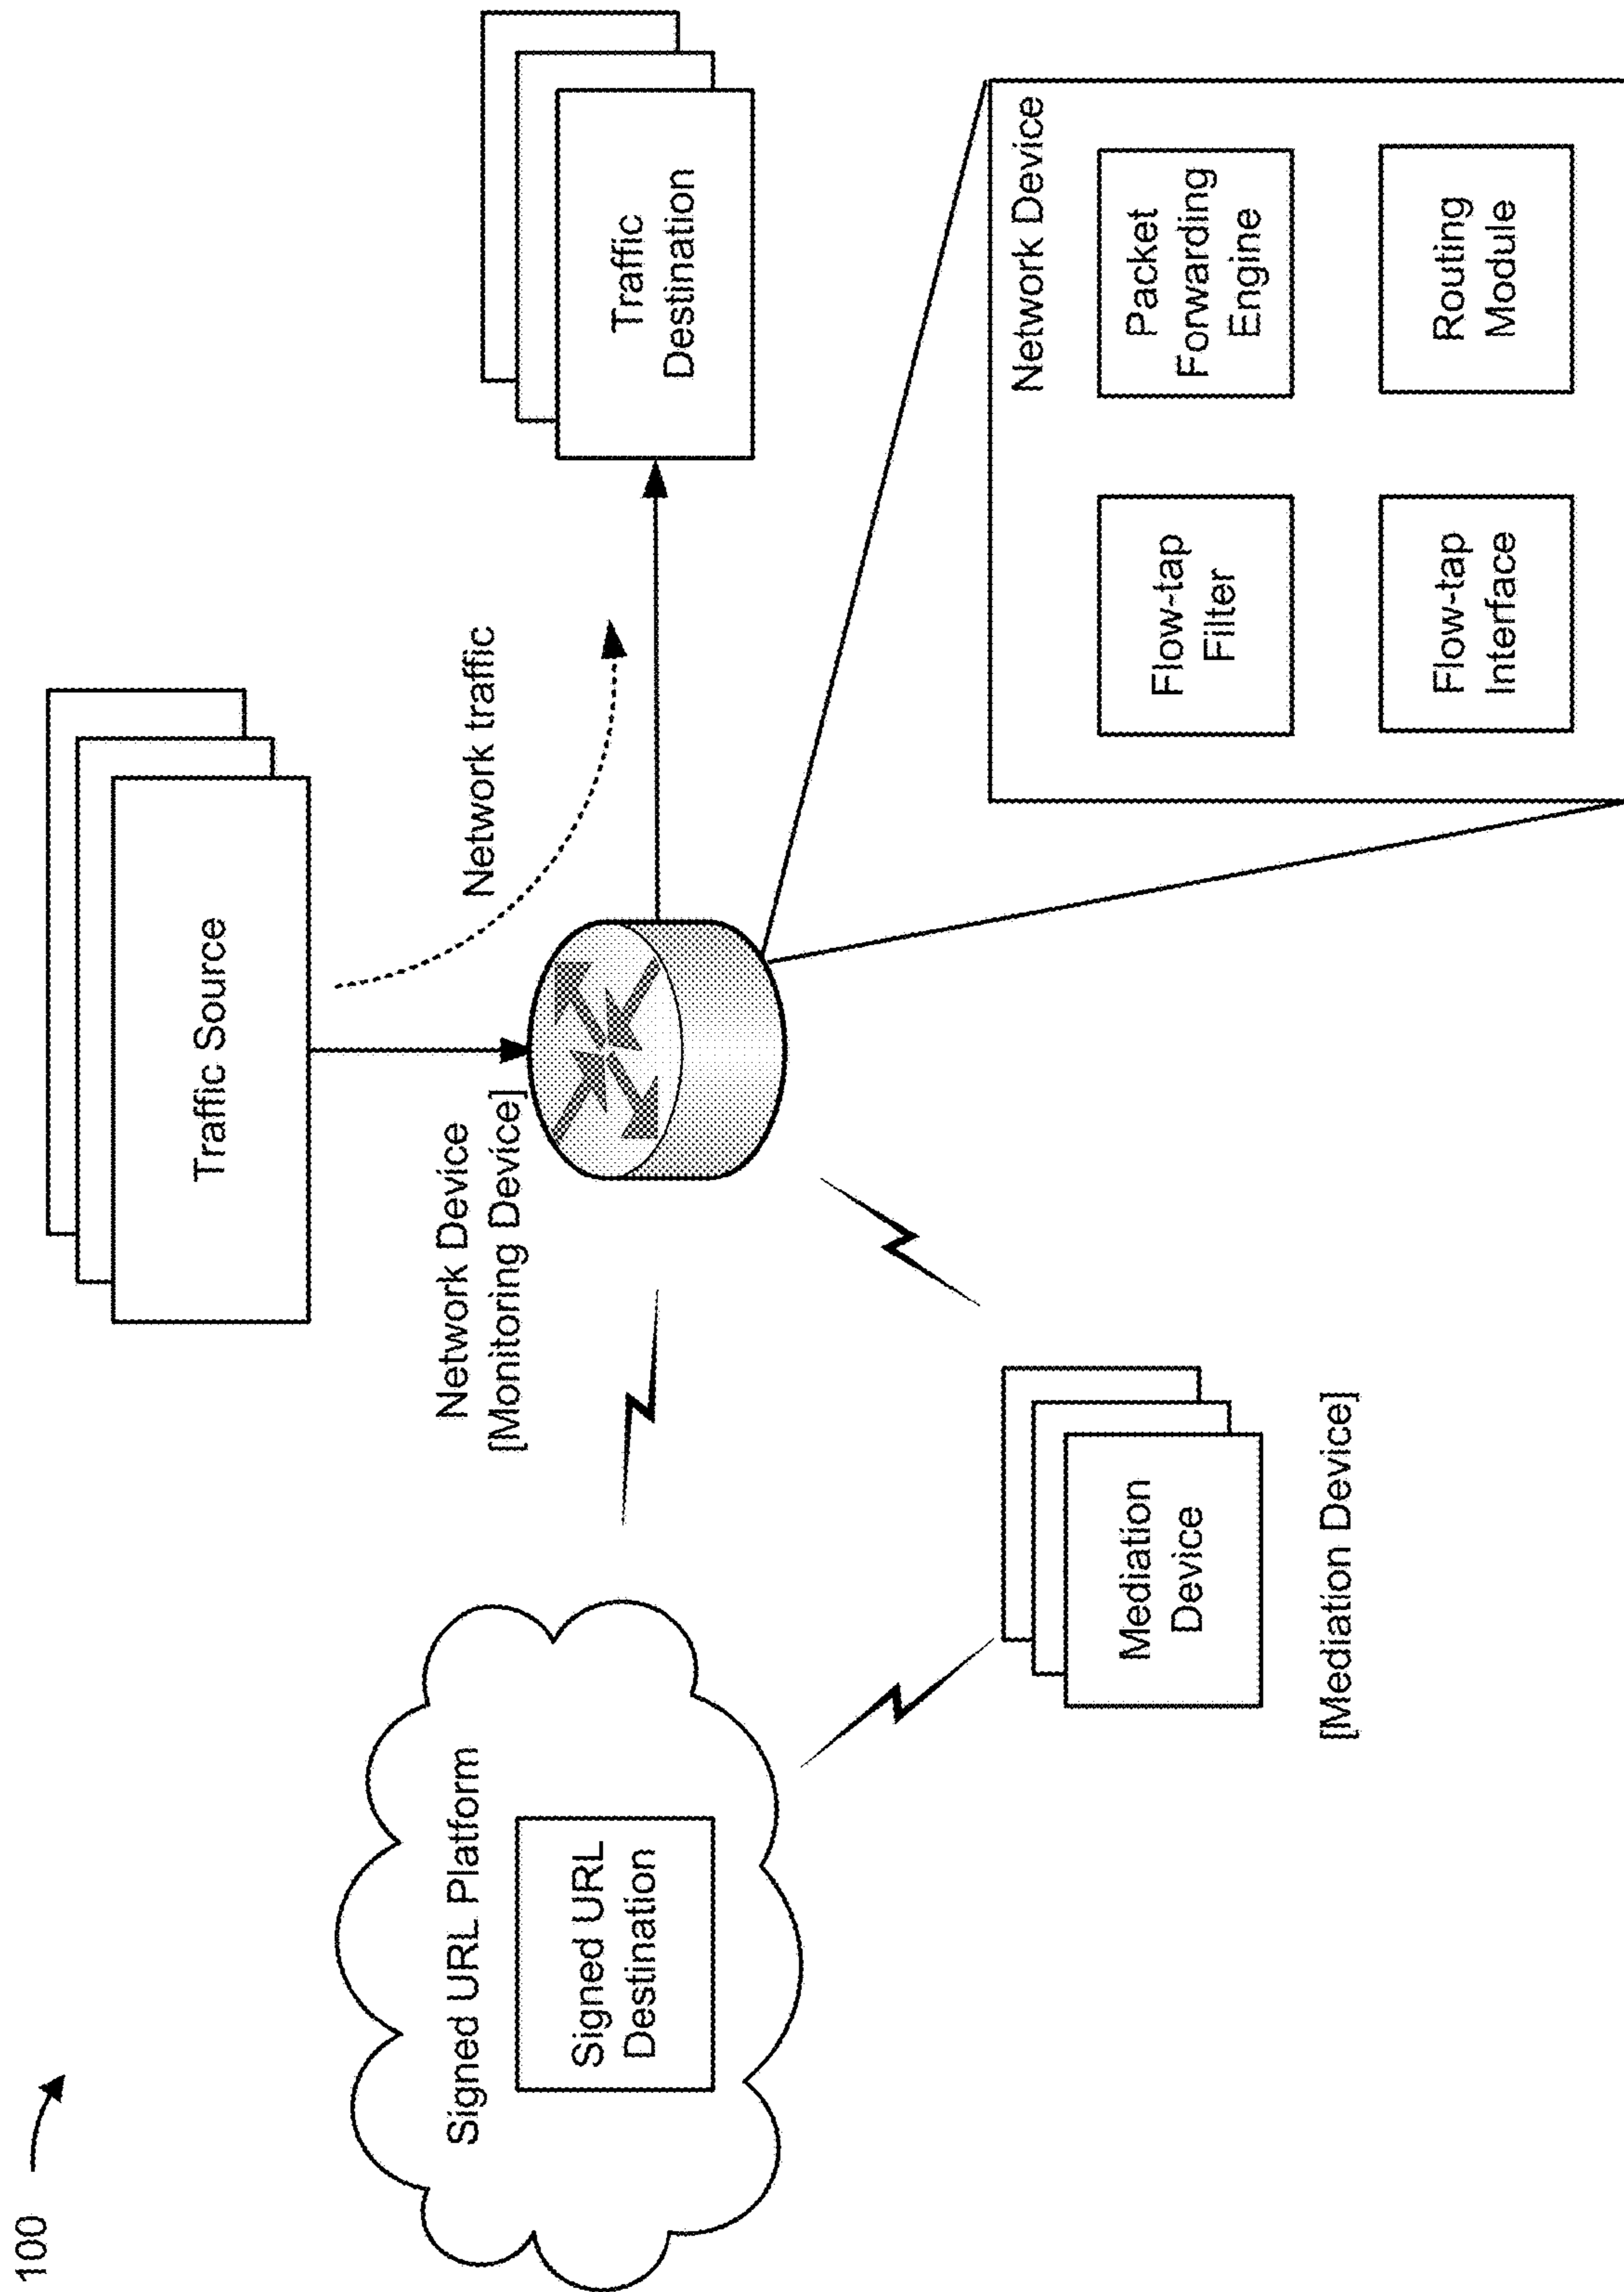 100
Traffic Source
Network traffic
Network Device
[Monitoring Device]
Traffic
Destination
Signed URL Platform
Signed URL
Destination
Mediation
Device
[Mediation Device]
Network Device
Flow-tap
Filter
Packet
Forwarding
Engine
Flow-tap
Interface
Routing
Module